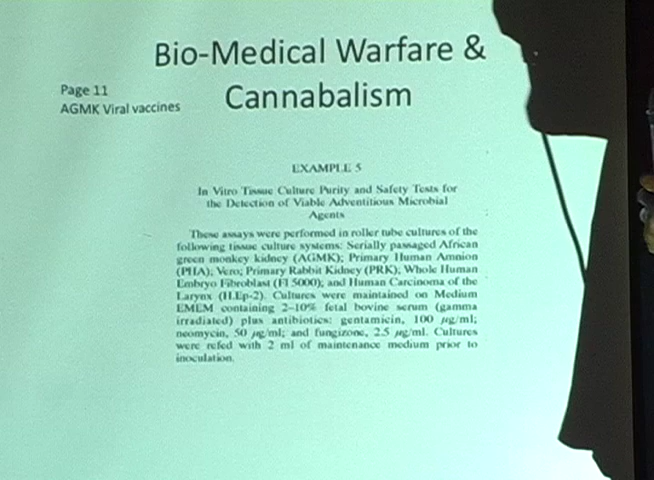 Bio-Medical Warfare &
Cannabalism
Page 11
AGMK Viral vaccines
EXAMPLE 5
In Vitro Tissue Culture Purity and Safety Tests for
the Detection of Viable Adventitious Microbial
Agents
These assays were performed in roller tube cultures of the
following tissue culture systems: Serially passaged African
green monkey kidney (AGMK); Primary Human Amnion
(PHA); Vero; Primary Rabbit Kidney (PRK); Whole Human
Embryo Fibroblast (Fl 5000); and Human Carcinoma of the
Larynx (H.Ep-2). Cultures were maintained on Medium
EMEM containing 2-10% fetal bovine serum (gamma
irradiated) plus antibiotics: gentamicin, 100 μg/ml;
neomycin, 50 μg/ml; and fungizone, 2.5 μg/ml. Cultures
were refed with 2 ml of maintenance medium prior to
inoculation.